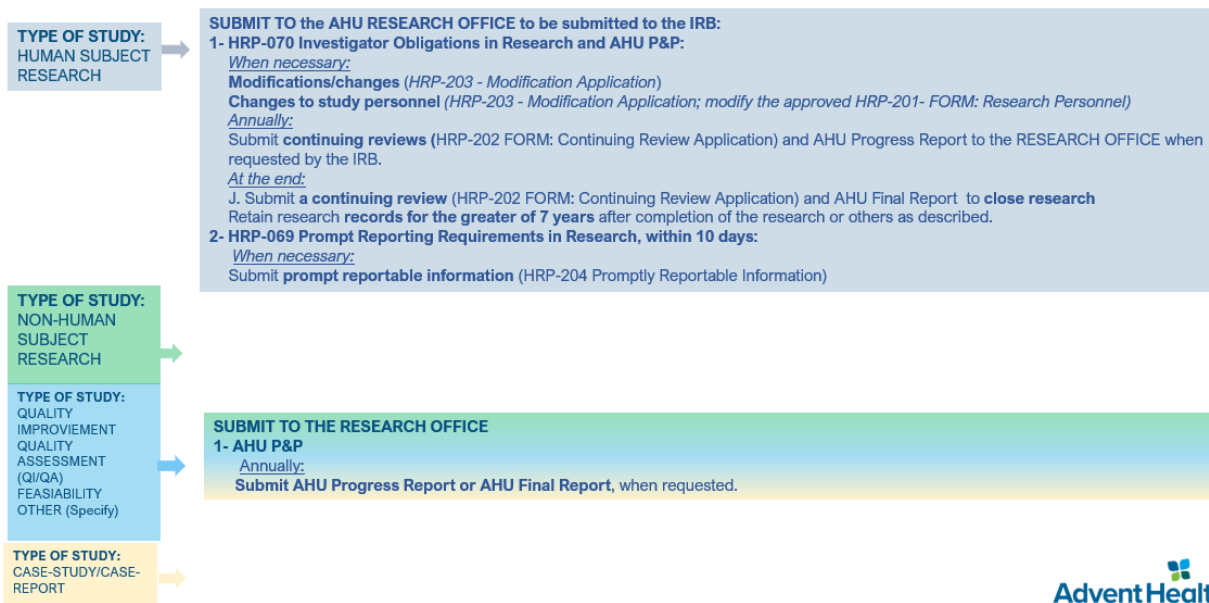 TYPE OF STUDY:
HUMAN SUBJECT
RESEARCH
SUBMIT TO the AHU RESEARCH OFFICE to be submitted to the IRB:
1- HRP-070 Investigator Obligations in Research and AHU P&P:
When necessary:
Modifications/changes (HRP-203 - Modification Application)
Changes to study personnel (HRP-203 - Modification Application; modify the approved HRP-201- FORM: Research Personnel)
Annually:
Submit continuing reviews (HRP-202 FORM: Continuing Review Application) and AHU Progress Report to the RESEARCH OFFICE when
requested by the IRB.
At the end:
J. Submit a continuing review (HRP-202 FORM: Continuing Review Application) and AHU Final Report to close research
Retain research records for the greater of 7 years after completion of the research or others as described.
2- HRP-069 Prompt Reporting Requirements in Research, within 10 days:
When necessary:
Submit prompt reportable information (HRP-204 Promptly Reportable Information)
TYPE OF STUDY:
NON-HUMAN
SUBJECT
RESEARCH
TYPE OF STUDY:
QUALITY
IMPROVIEMENT
QUALITY
ASSESSMENT
(QI/QA)
FEASIABILITY
OTHER (Specify)
SUBMIT TO THE RESEARCH OFFICE
1- AHU P&P
Annually:
Submit AHU Progress Report or AHU Final Report, when requested.
TYPE OF STUDY:
CASE-STUDY/CASE-
REPORT
Advent Healt